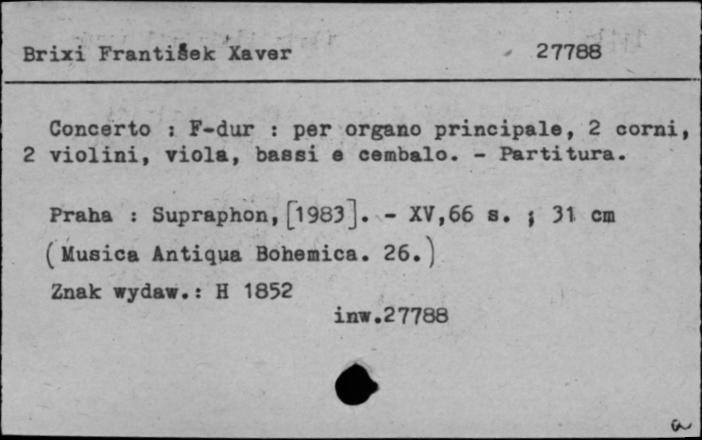 Brixi František Xaver 27788
Concerto : F-dur : per organo principale, 2 corni,
2 violini, viola, bassi e cembalo. - Partitura.
Praha : Supraphon, [1983]. - XV,66 s. ; 31 cm
(Musica Antiqua Bohemica. 26.)
Znak wydaw.: H 1852
inw.27788